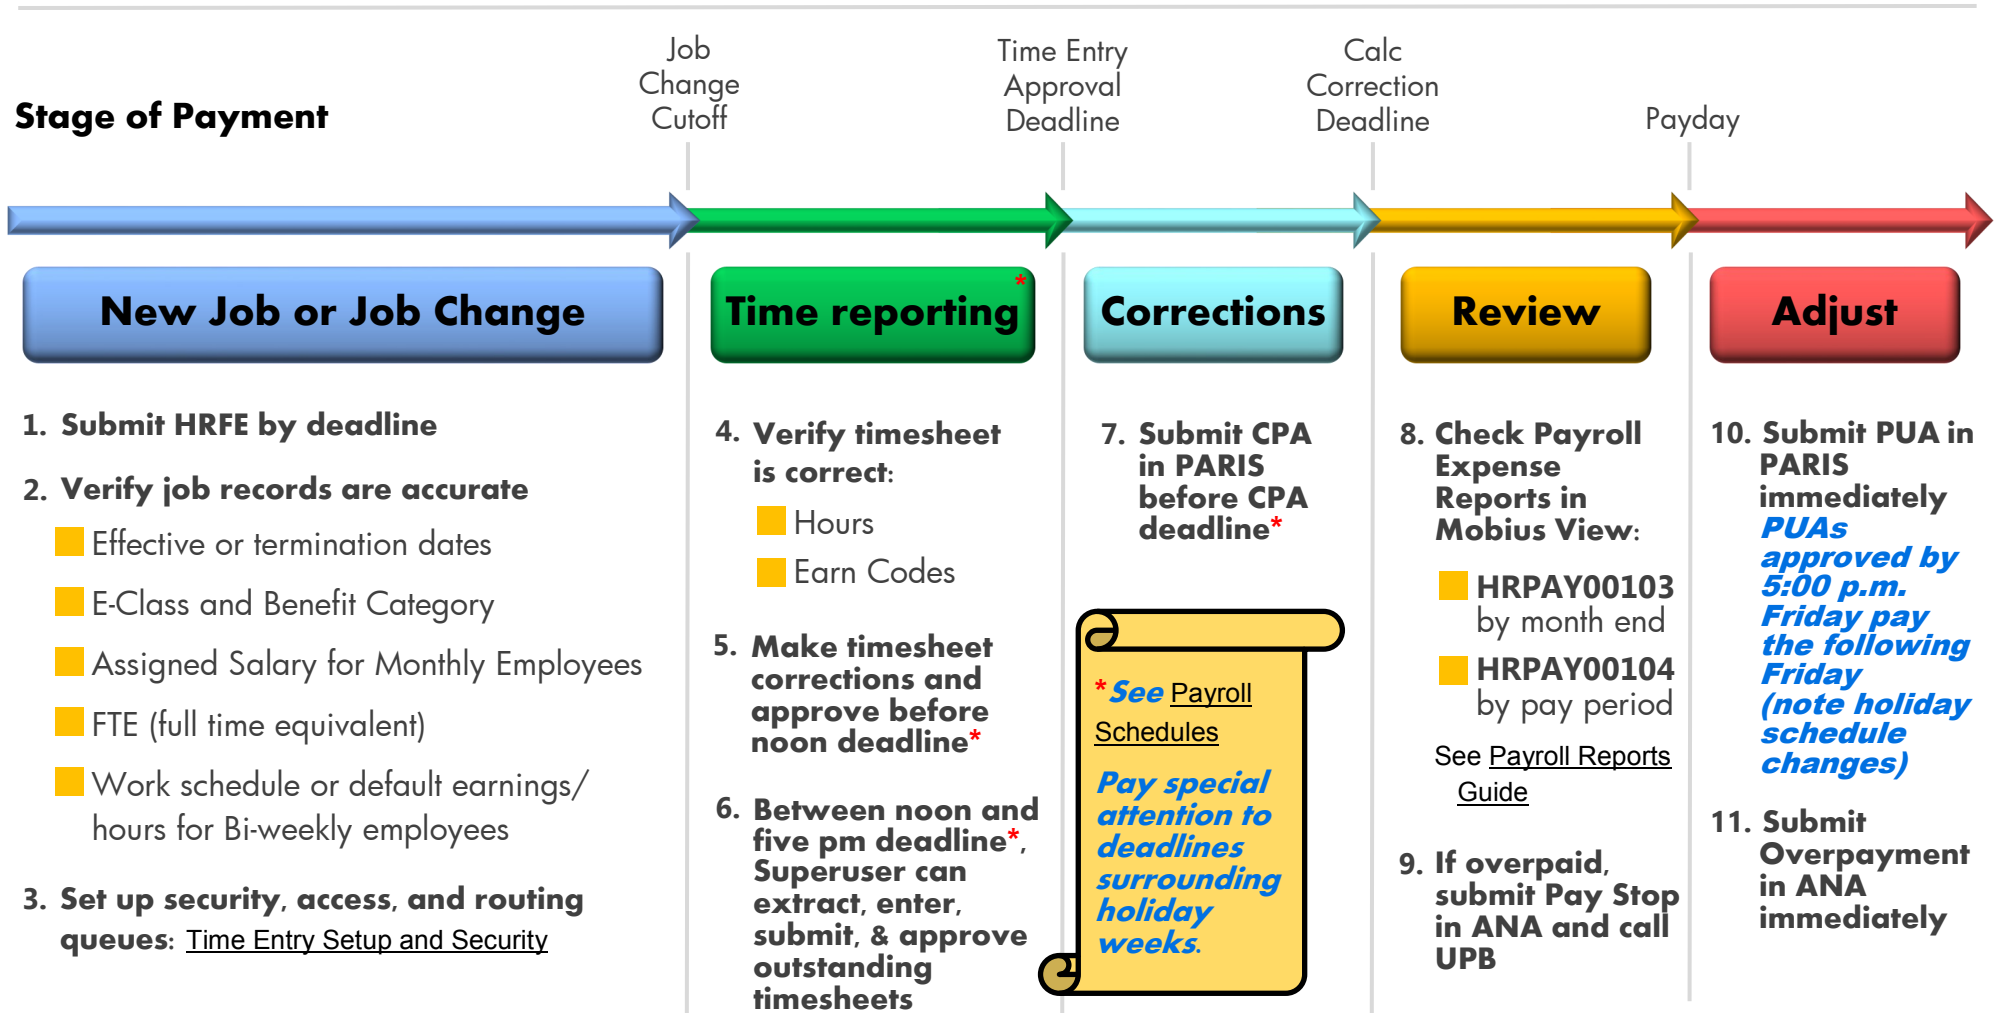 Job
Change
Cutoff
Time Entry
Approval
Deadline
Calc
Correction
Deadline
Payday
Stage of Payment
New Job or Job Change
Time reporting*
Corrections
Review
Adjust
1. Submit HRFE by deadline
2. Verify job records are accurate
Effective or termination dates
E-Class and Benefit Category
Assigned Salary for Monthly Employees
FTE (full time equivalent)
Work schedule or default earnings/
hours for Bi-weekly employees
3. Set up security, access, and routing
queues: Time Entry Setup and Security
4. Verify timesheet
is correct:
Hours
Earn Codes
5. Make timesheet
corrections and
approve before
noon deadline*
6. Between noon and
five pm deadline*,
Superuser can
extract, enter,
submit, & approve
outstanding
timesheets
7. Submit CPA
in PARIS
before CPA
deadline*
*See Payroll
Schedules
Pay special
attention to
deadlines
surrounding
holiday
weeks.
8. Check Payroll
Expense
Reports in
Mobius View:
HRPAY00103
by month end
HRPAY00104
by pay period
See Payroll Reports
Guide
9. If overpaid,
submit Pay Stop
in ANA and call
UPB
10. Submit PUA in
PARIS
immediately
PUAs
approved by
5:00 p.m.
Friday pay
the following
Friday
(note holiday
schedule
changes)
11. Submit
Overpayment
in ANA
immediately